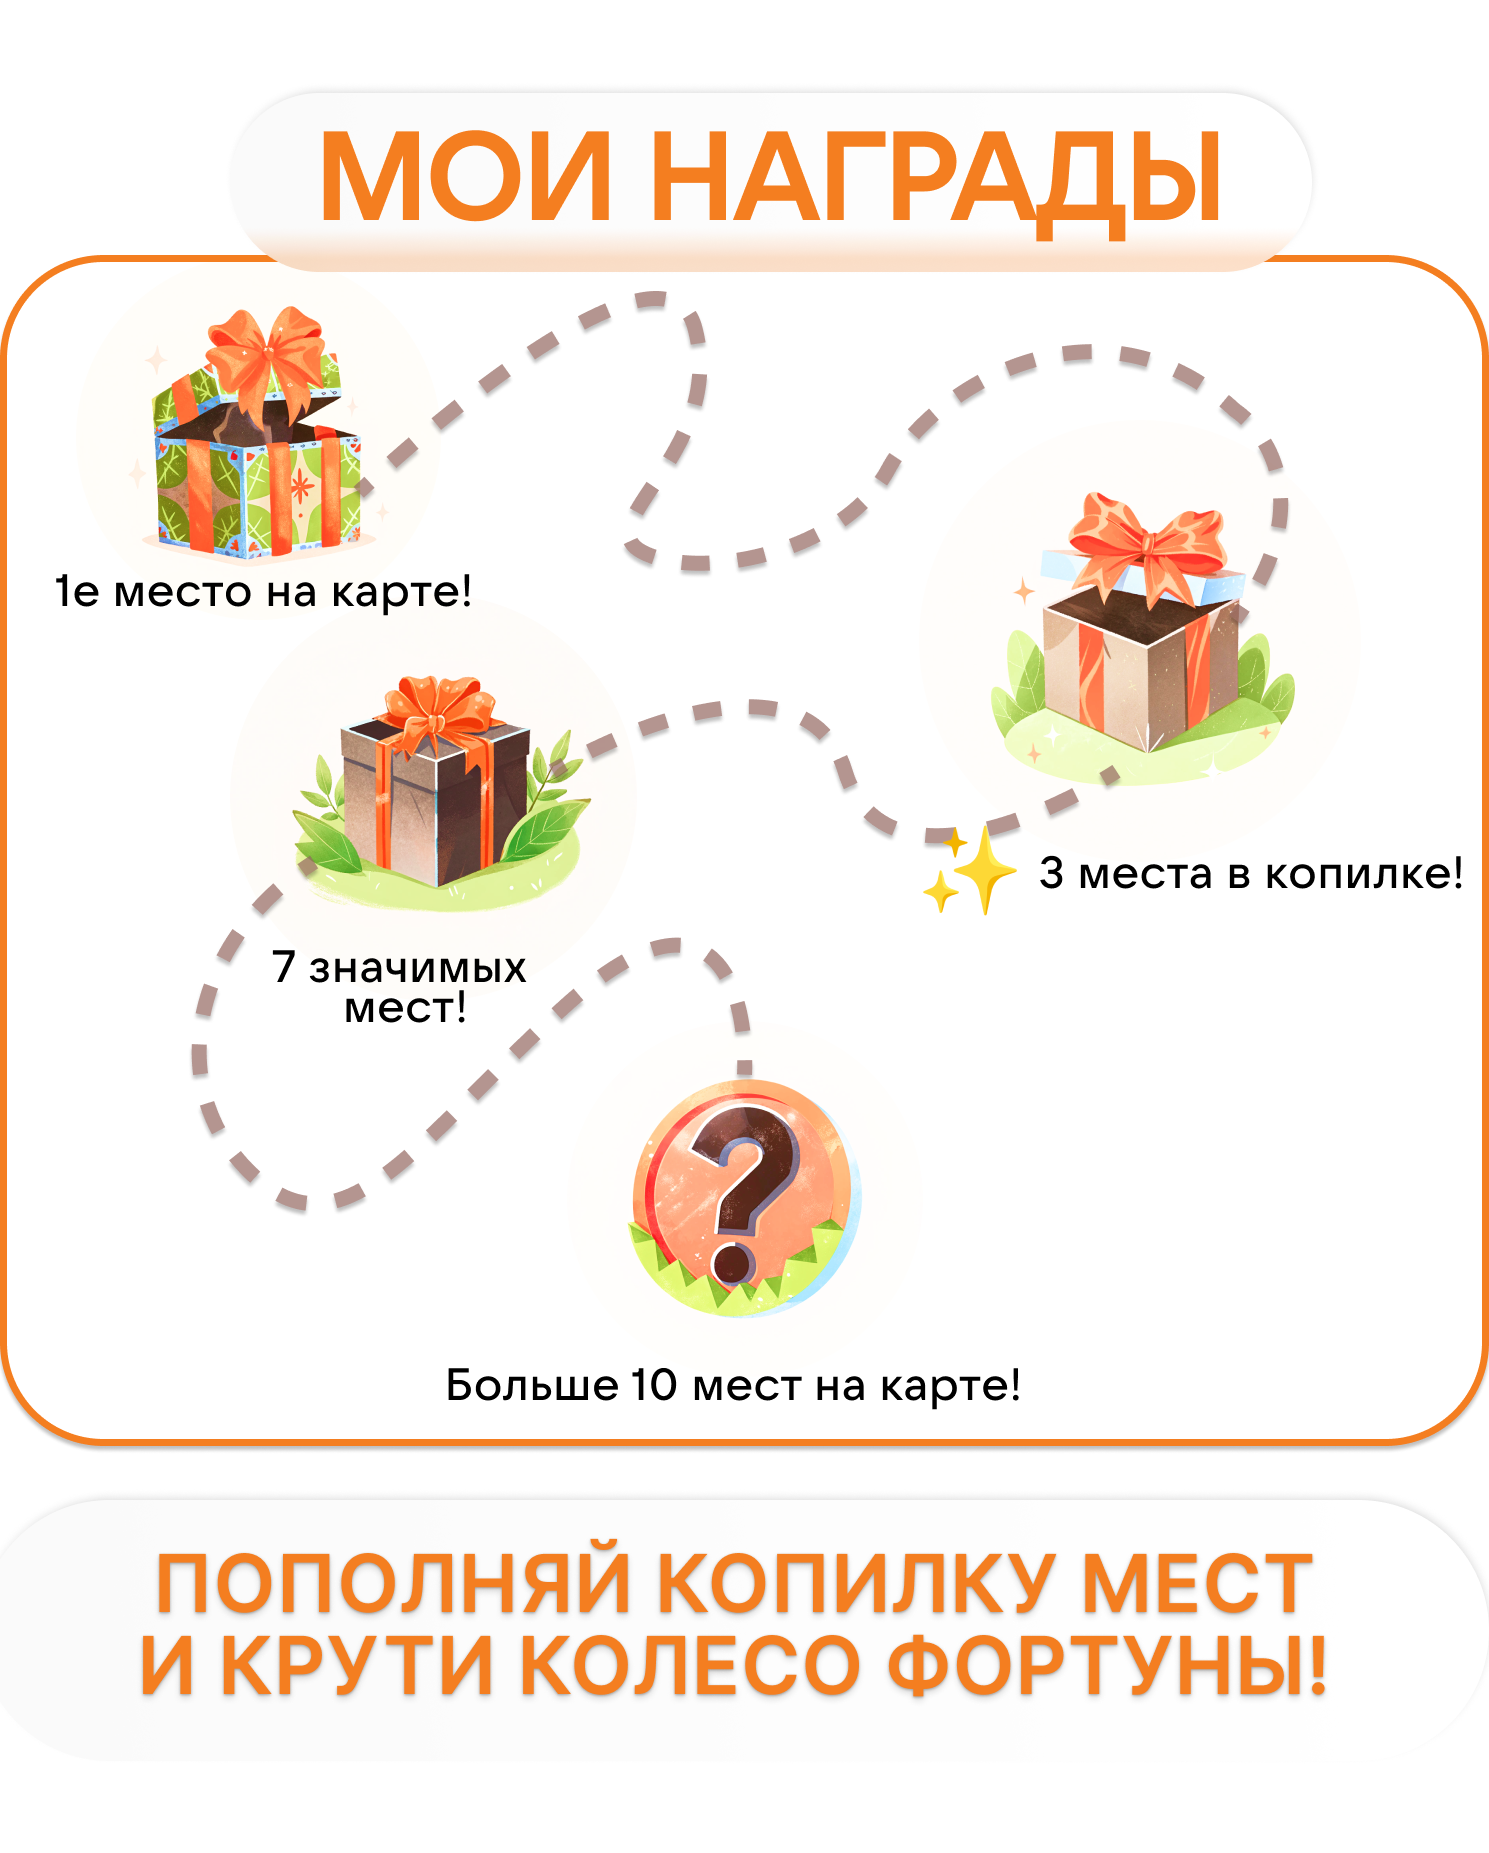 МОИ НАГРАДЫ
1е место на карте!
3 места в копилке!
7 значимых
мест!
Больше 10 мест на карте!
ПОПОЛНЯЙ КОПИЛКУ МЕСТ
И КРУТИ КОЛЕСО ФОРТУНЫ!